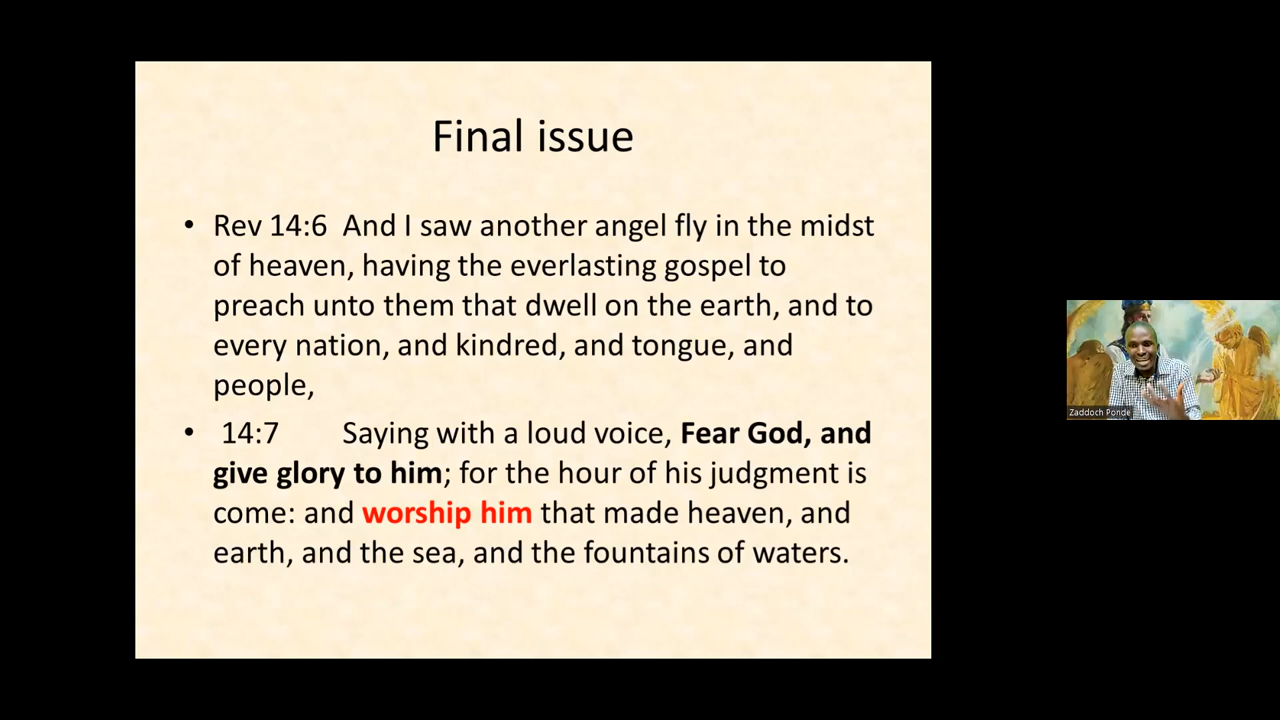 Final issue
• Rev 14:6 And I saw another angel fly in the midst
of heaven, having the everlasting gospel to
preach unto them that dwell on the earth, and to
every nation, and kindred, and tongue, and
people,
• 14:7 Saying with a loud voice, Fear God, and
give glory to him; for the hour of his judgment is
come: and worship him that made heaven, and
earth, and the sea, and the fountains of waters.
Zaddoch Ponde